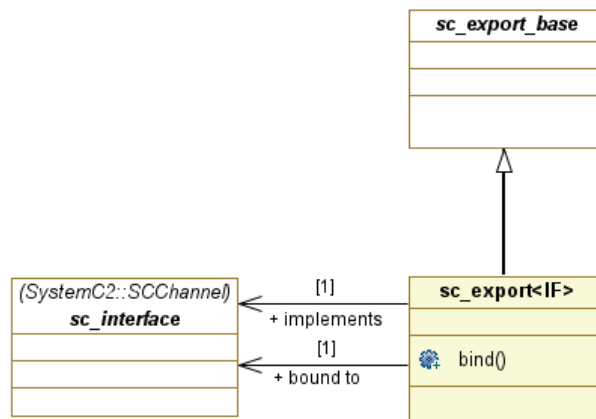 sc_export_base
(SystemC2::SCChannel)
sc_interface
[1]
+ implements
[1]
+ bound to
sc_export<IF>
bind()